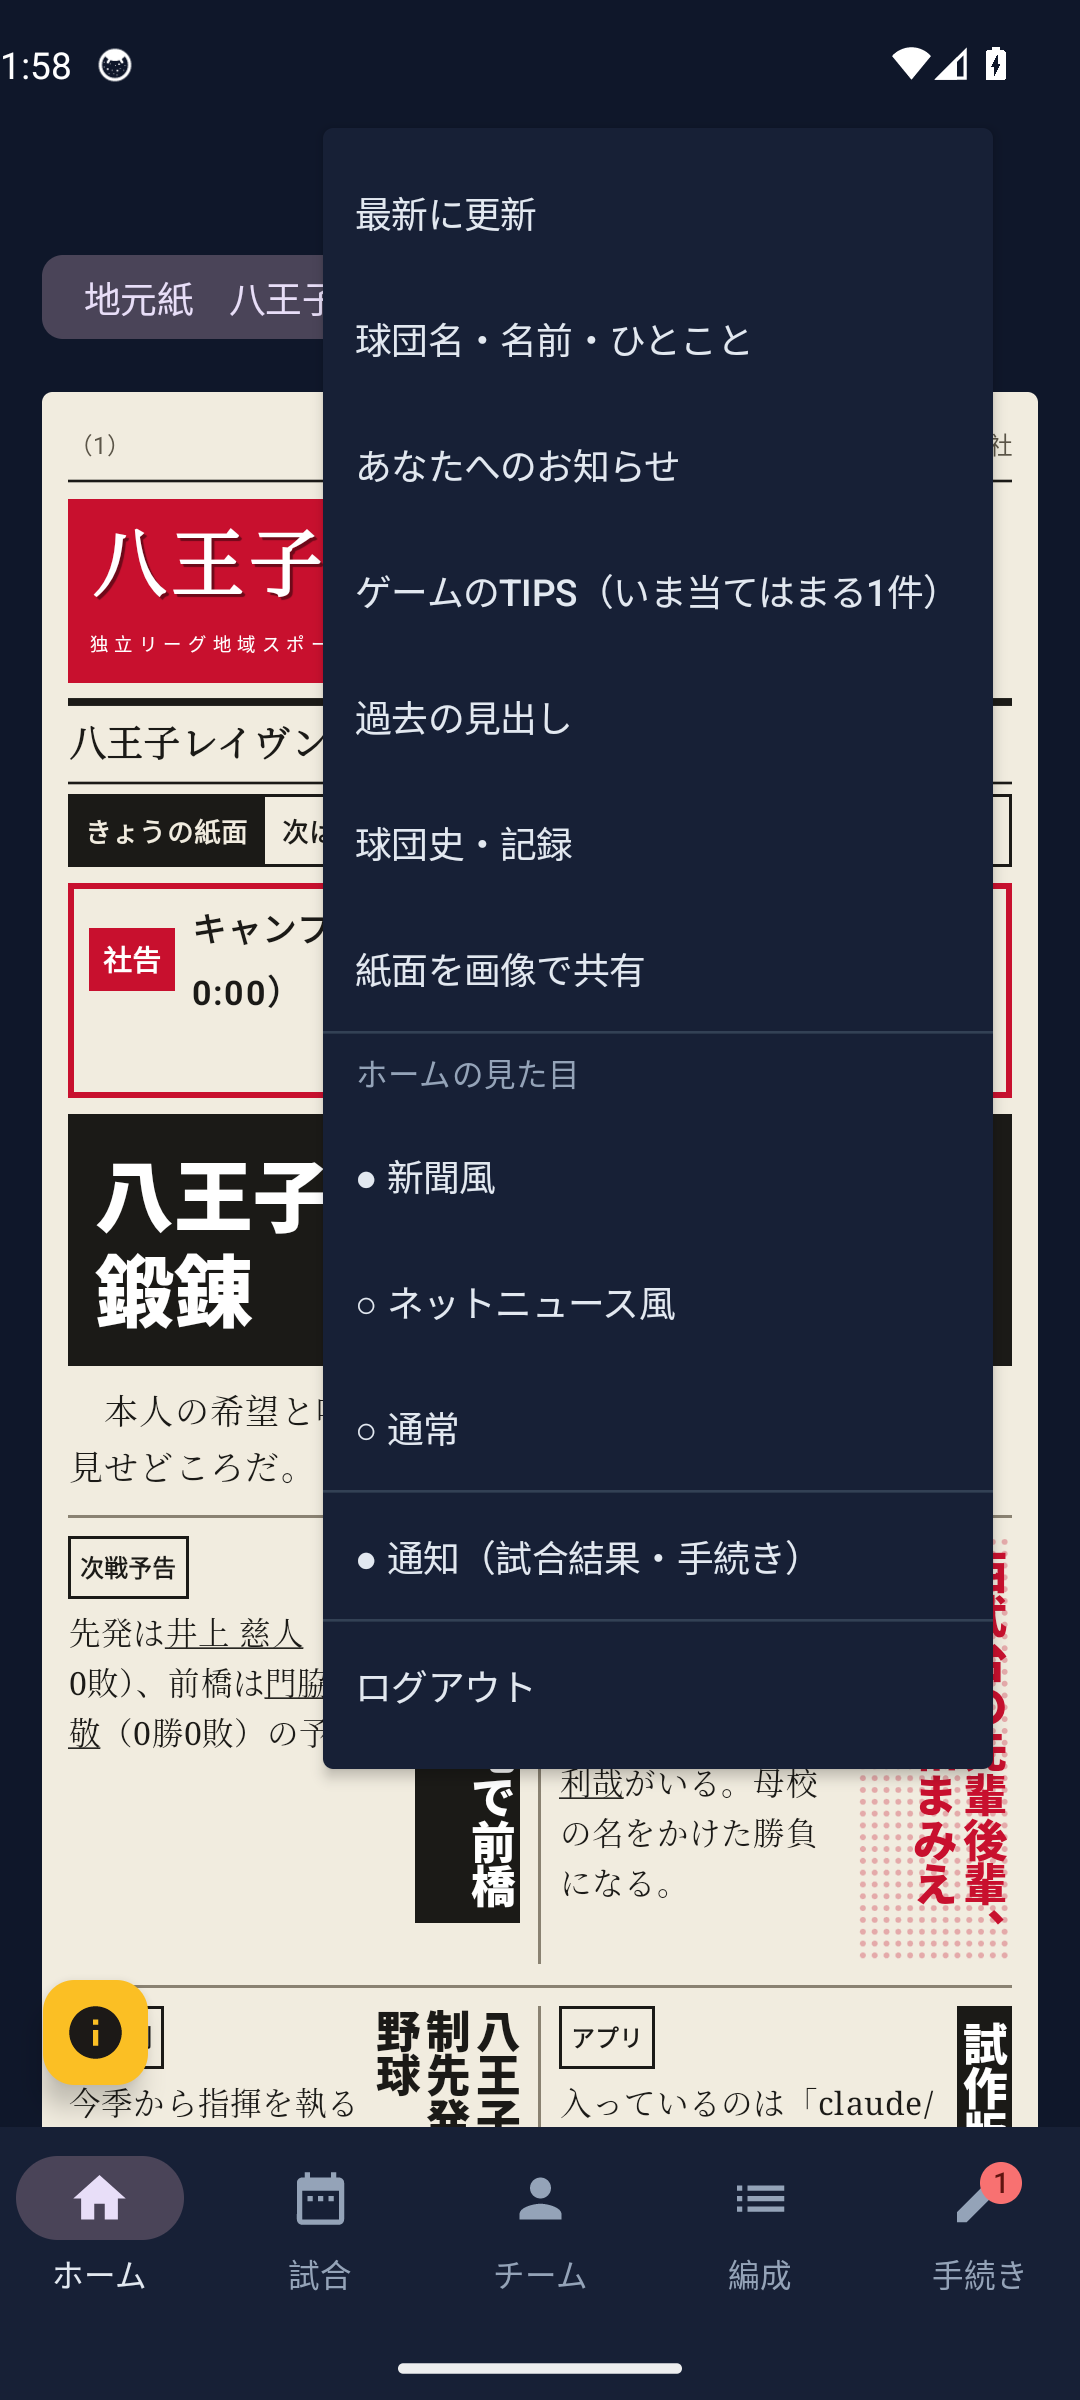 1:58
最新に更新
球団名・名前・ひとこと
あなたへのお知らせ
ゲームのTIPS（いま当てはまる1件）
過去の見出し
球団史・記録
紙面を画像で共有
ホームの見た目
● 新聞風
○ ネットニュース風
○ 通常
● 通知（試合結果・手続き）
ログアウト
地元紙 八王子
（1）
社
八王子
独立リーグ地域スポー
八王子レイヴン
きょうの紙面
次は
社告
キャンプ
0:00）
八王子
鍛錬
本人の希望と
見せどころだ。
次戦予告
先発は井上 慈人
0敗）、前橋は門脇
敬（0勝0敗）の予
で前橋
利哉がいる。母校
の名をかけた勝負
になる。
先輩後輩、
まみえ
八王子
制先発
野球
今季から指揮を執る
アプリ
入っているのは「claude/
試作版
ホーム
試合
チーム
編成
1
手続き